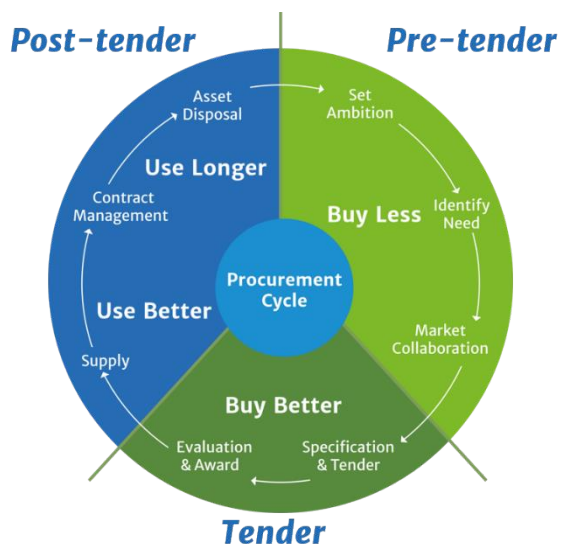 Post-tender
Pre-tender
Asset
Disposal
Set
Ambition
Use Longer
Contract
Management
Buy Less
Identify
Need
Procurement
Cycle
Use Better
Market
Collaboration
Supply
Buy Better
Evaluation
& Award
Specification
& Tender
Tender